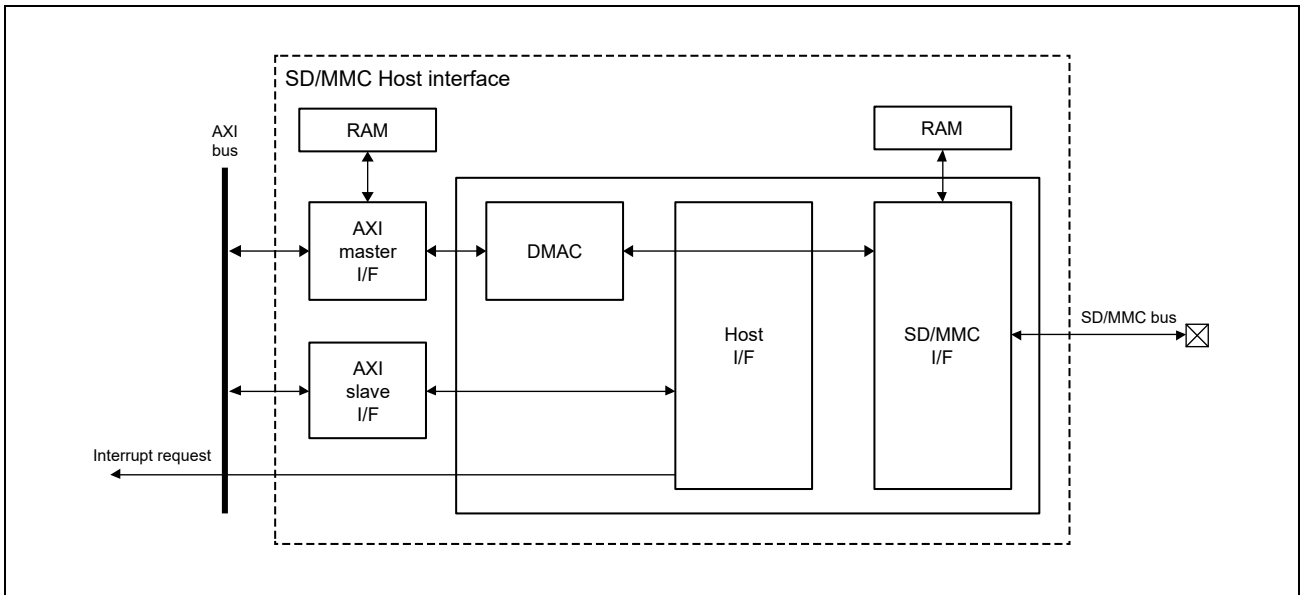 SD/MMC Host interface
AXI
bus
RAM
RAM
AXI
master
I/F
DMAC
Host
I/F
SD/MMC
I/F
SD/MMC bus
AXI
slave
I/F
Interrupt request